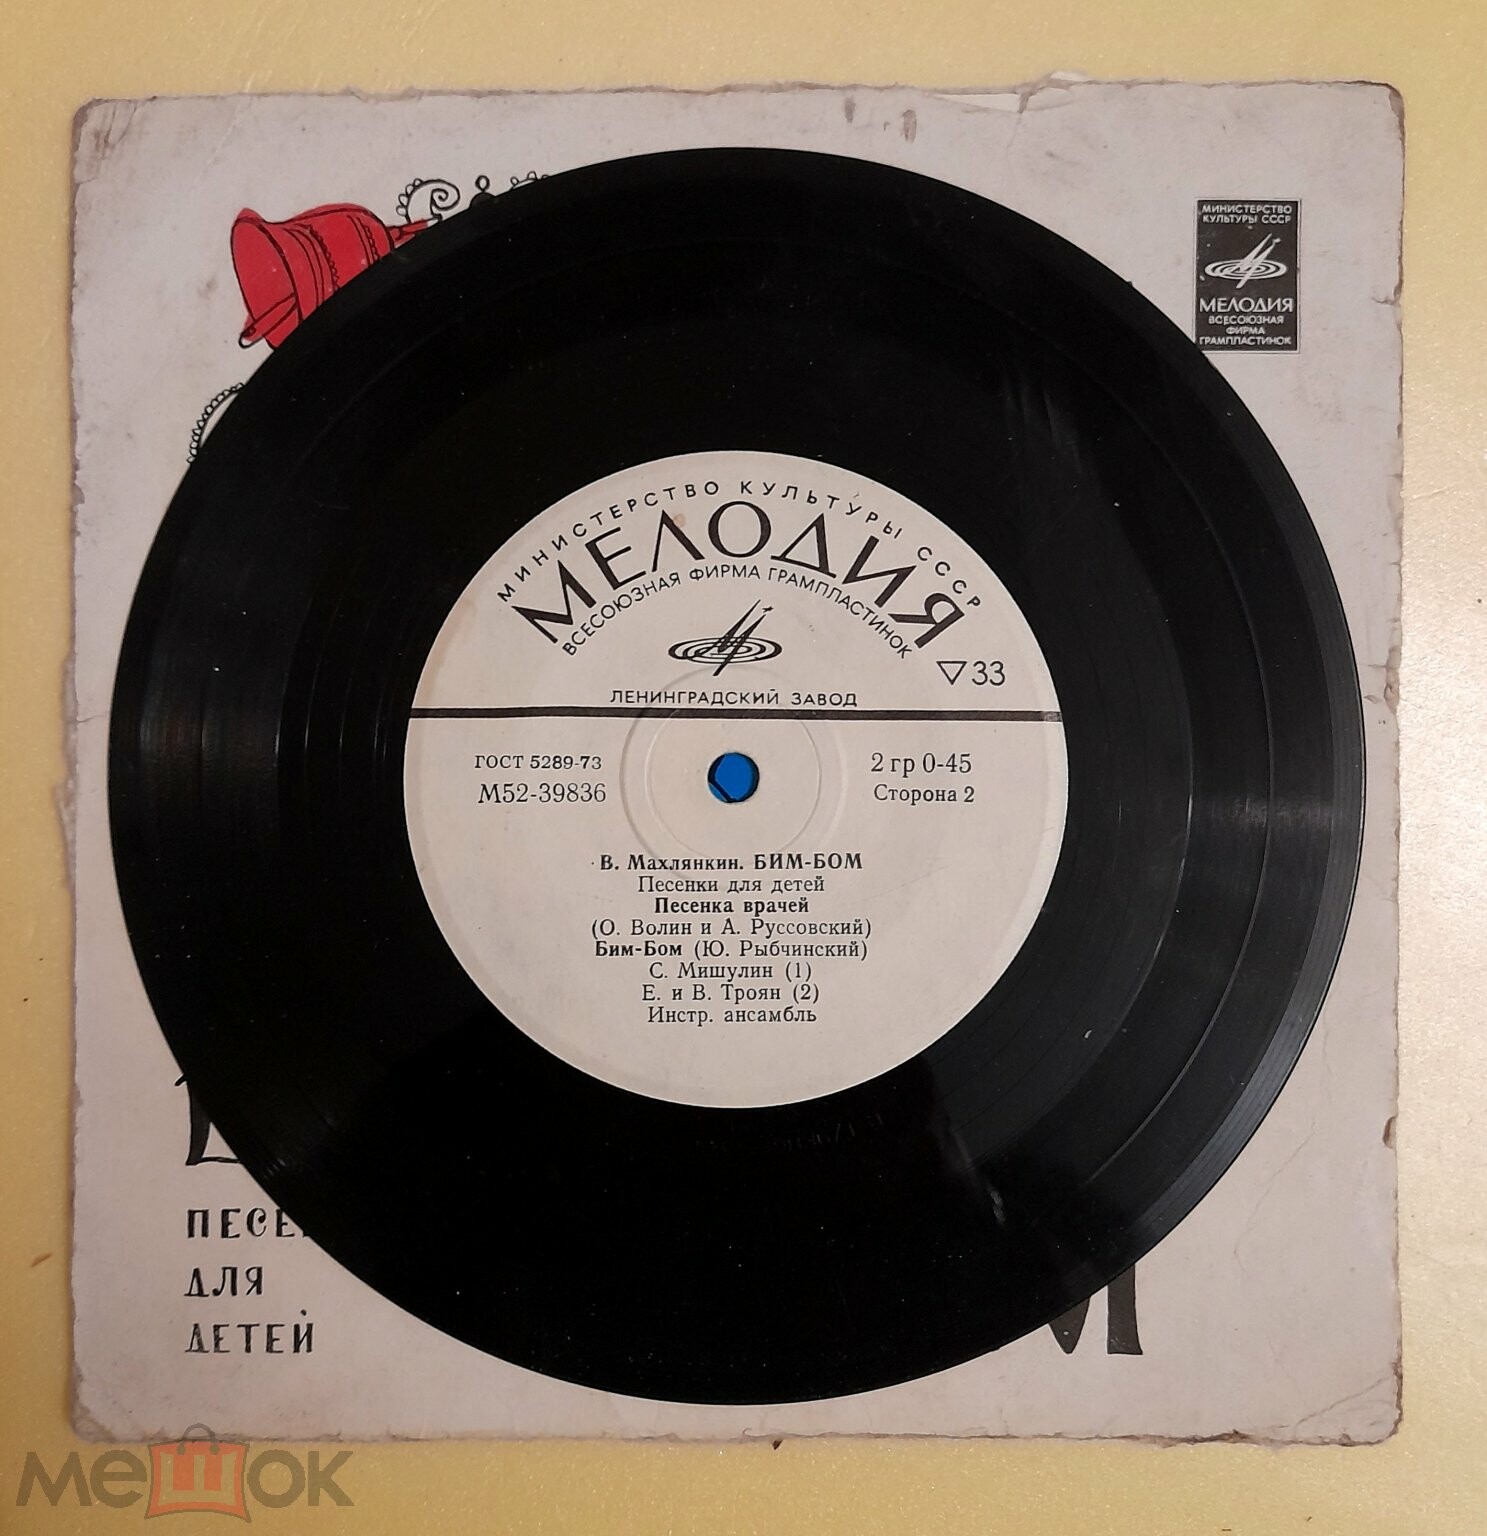 МИНИСТЕРСТВО
КУЛЬТУРЫ СССР
МЕЛОДИЯ
ВСЕСОЮЗНАЯ
ФИРМА
ГРАМПЛАСТИНОК
МИНИСТЕРСТВО КУЛЬТУРЫ СССР
МЕЛОДИЯ
ВСЕСОЮЗНАЯ ФИРМА ГРАМПЛАСТИНОК
▽33
ЛЕНИНГРАДСКИЙ ЗАВОД
ГОСТ 5289-73
М52-39836
2 гр 0-45
Сторона 2
В. Махлянкин. БИМ-БОМ
Песенки для детей
Песенка врачей
(О. Волин и А. Руссовский)
Бим-Бом (Ю. Рыбчинский)
С. Мишулин (1)
Е. и В. Троян (2)
Инстр. ансамбль
ПЕСЕ
ДЛЯ
ДЕТЕЙ
М
мешок